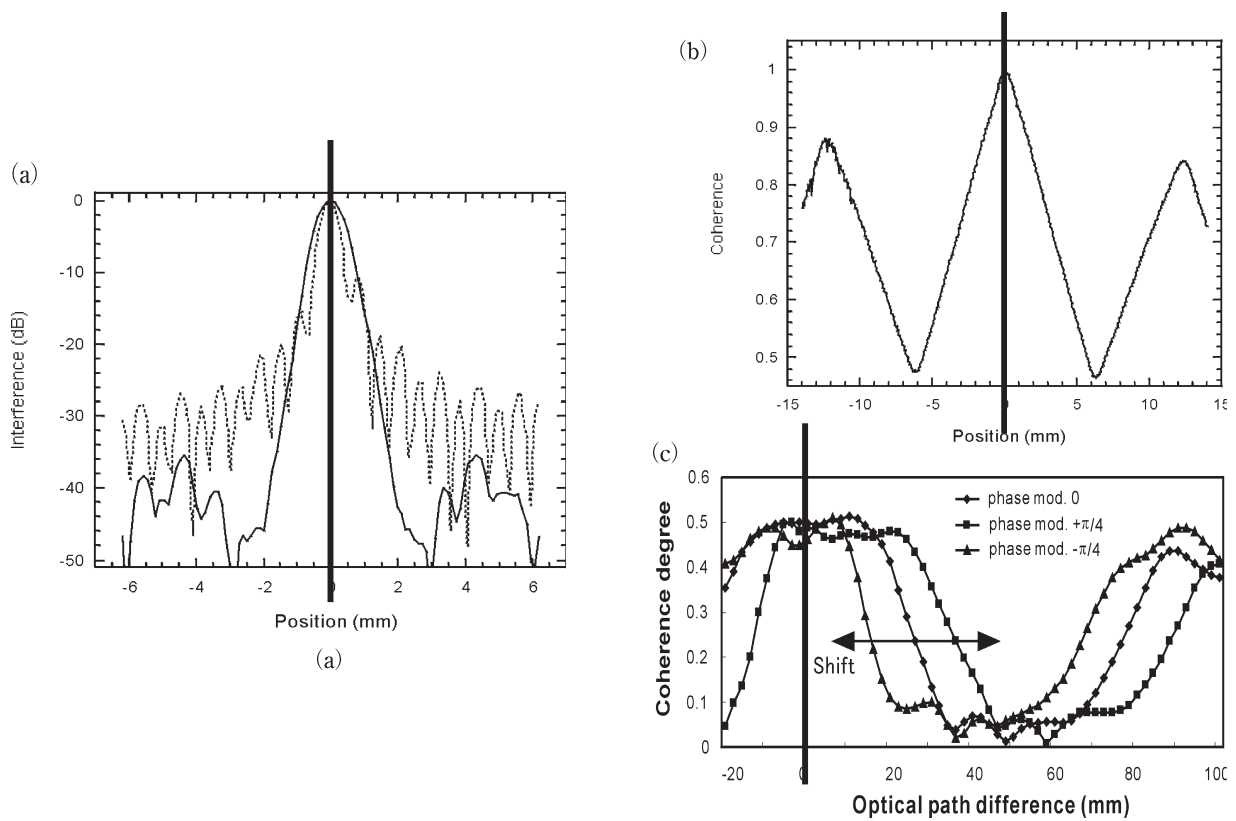 (a)
Interference (dB)
0
-10
-20
-30
-40
-50
-6
-4
-2
0
2
4
6
Position (mm)
(a)
(b)
Coherence
1
0.9
0.8
0.7
0.6
0.5
-15
-10
-5
0
5
10
15
Position (mm)
(c)
Coherence degree
0.6
0.5
0.4
0.3
0.2
0.1
0
phase mod. 0
phase mod. +π/4
phase mod. -π/4
Shift
-20
0
20
40
60
80
100
Optical path difference (mm)